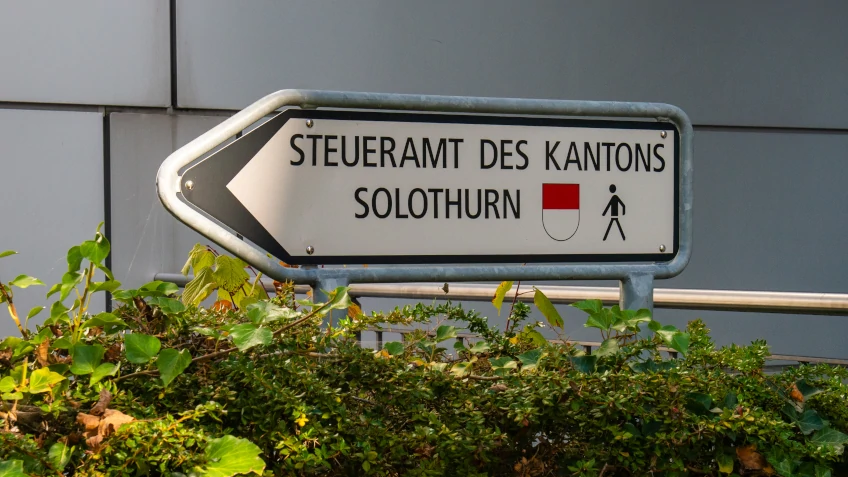 STEUERAMT DES KANTONS
SOLOTHURN